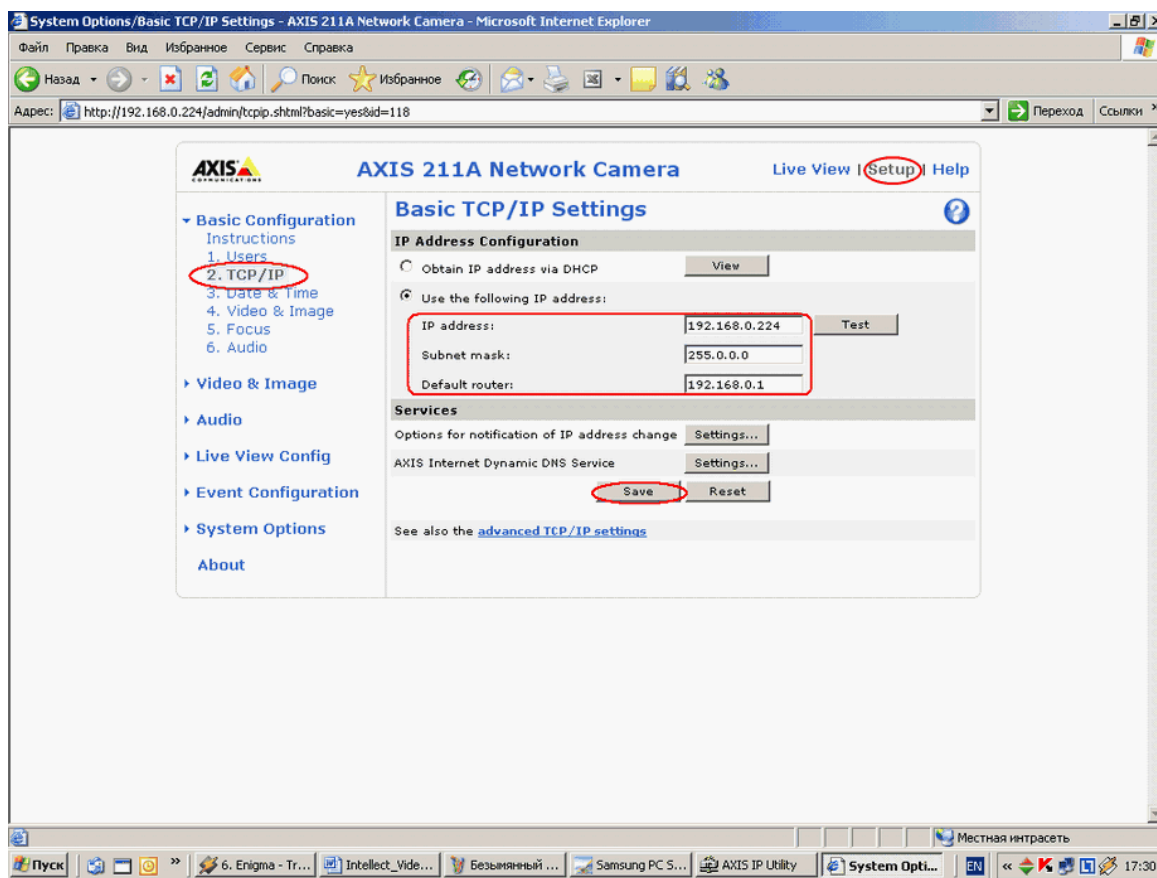 System Options/Basic TCP/IP Settings - AXIS 211A Network Camera - Microsoft Internet Explorer
Файл Правка Вид Избранное Сервис Справка
Назад Поиск Избранное
Адрес: http://192.168.0.224/admin/tcpip.shtml?basic=yes&id=118 Переход Ссылки »
AXIS
COMMUNICATIONS
AXIS 211A Network Camera
Live View | Setup | Help
Basic Configuration
Instructions
1. Users
2. TCP/IP
3. Date & Time
4. Video & Image
5. Focus
6. Audio
Video & Image
Audio
Live View Config
Event Configuration
System Options
About
Basic TCP/IP Settings
IP Address Configuration
Obtain IP address via DHCP View
Use the following IP address:
IP address: 192.168.0.224 Test
Subnet mask: 255.0.0.0
Default router: 192.168.0.1
Services
Options for notification of IP address change Settings...
AXIS Internet Dynamic DNS Service Settings...
Save Reset
See also the advanced TCP/IP settings
Местная интрасеть
Пуск » 6. Enigma - Tr... Intellect_Vide... Безымянный ... Samsung PC S... AXIS IP Utility System Opti... EN « 17:30